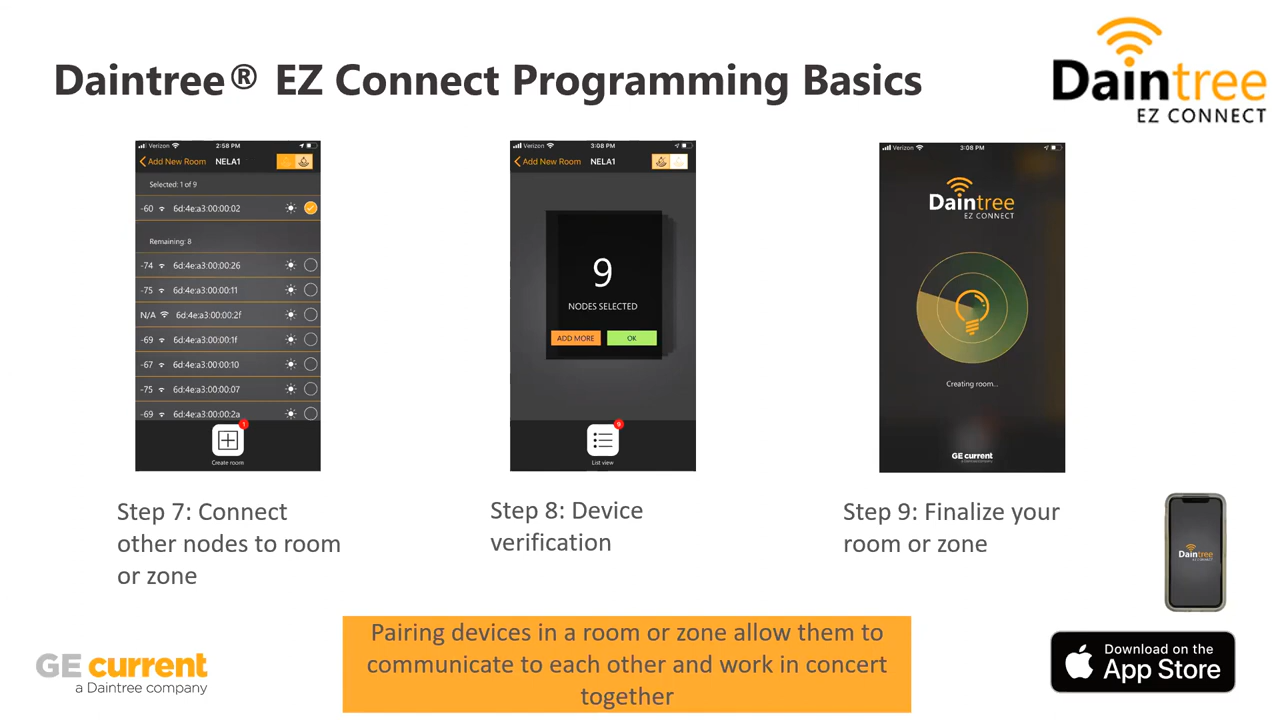 Daintree® EZ Connect Programming Basics
Daintree
EZ CONNECT
Verizon 2:58 PM
Add New Room NELA1
Selected: 1 of 9
-60 6d:4e:a3:00:00:02
Remaining: 8
-74 6d:4e:a3:00:00:26
-75 6d:4e:a3:00:00:11
N/A 6d:4e:a3:00:00:2f
-69 6d:4e:a3:00:00:1f
-67 6d:4e:a3:00:00:10
-75 6d:4e:a3:00:00:07
-69 6d:4e:a3:00:00:2a
1
Create room
Verizon 3:08 PM
Add New Room NELA1
9
NODES SELECTED
ADD MORE OK
9
List view
Verizon 3:08 PM
Daintree
EZ CONNECT
Creating room...
GE current
a Daintree company
Step 7: Connect
other nodes to room
or zone
Step 8: Device
verification
Step 9: Finalize your
room or zone
Daintree
EZ CONNECT
Pairing devices in a room or zone allow them to
communicate to each other and work in concert
together
GE current
a Daintree company
Download on the
App Store